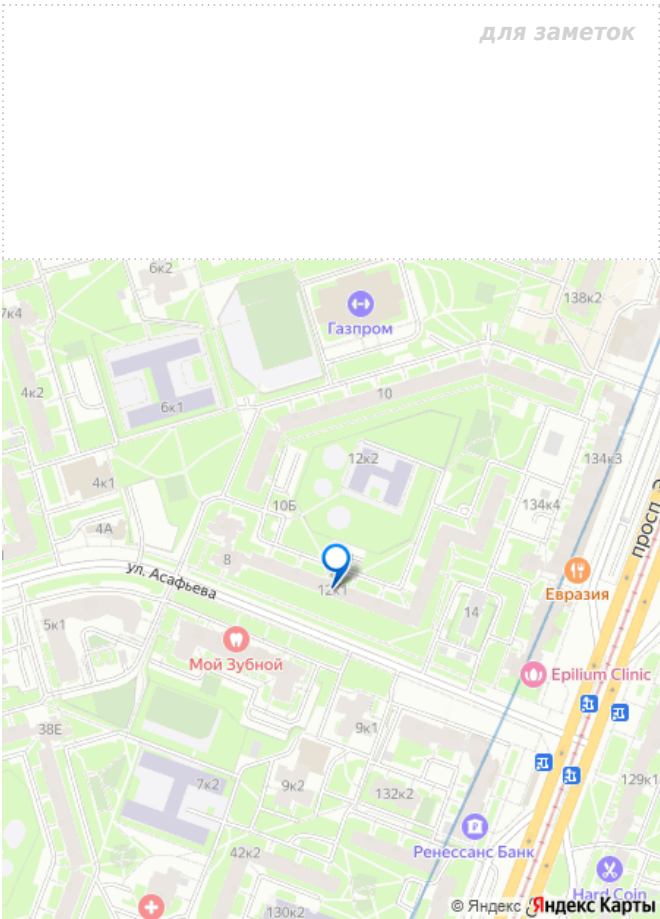 для заметок
6к2
138к2
7к4
Газпром
4к2
10
6к1
12к2
134к3
4к1
10Б
134к4
4А
просп. Э
8
ул. Асафьева
12к1
Евразия
14
5к1
Мой Зубной
Epilium Clinic
38Е
9к1
7к2
9к2
132к2
129к1
Ренессанс Банк
42к2
Hard Coin
130к2
© Яндекс Яндекс Карты